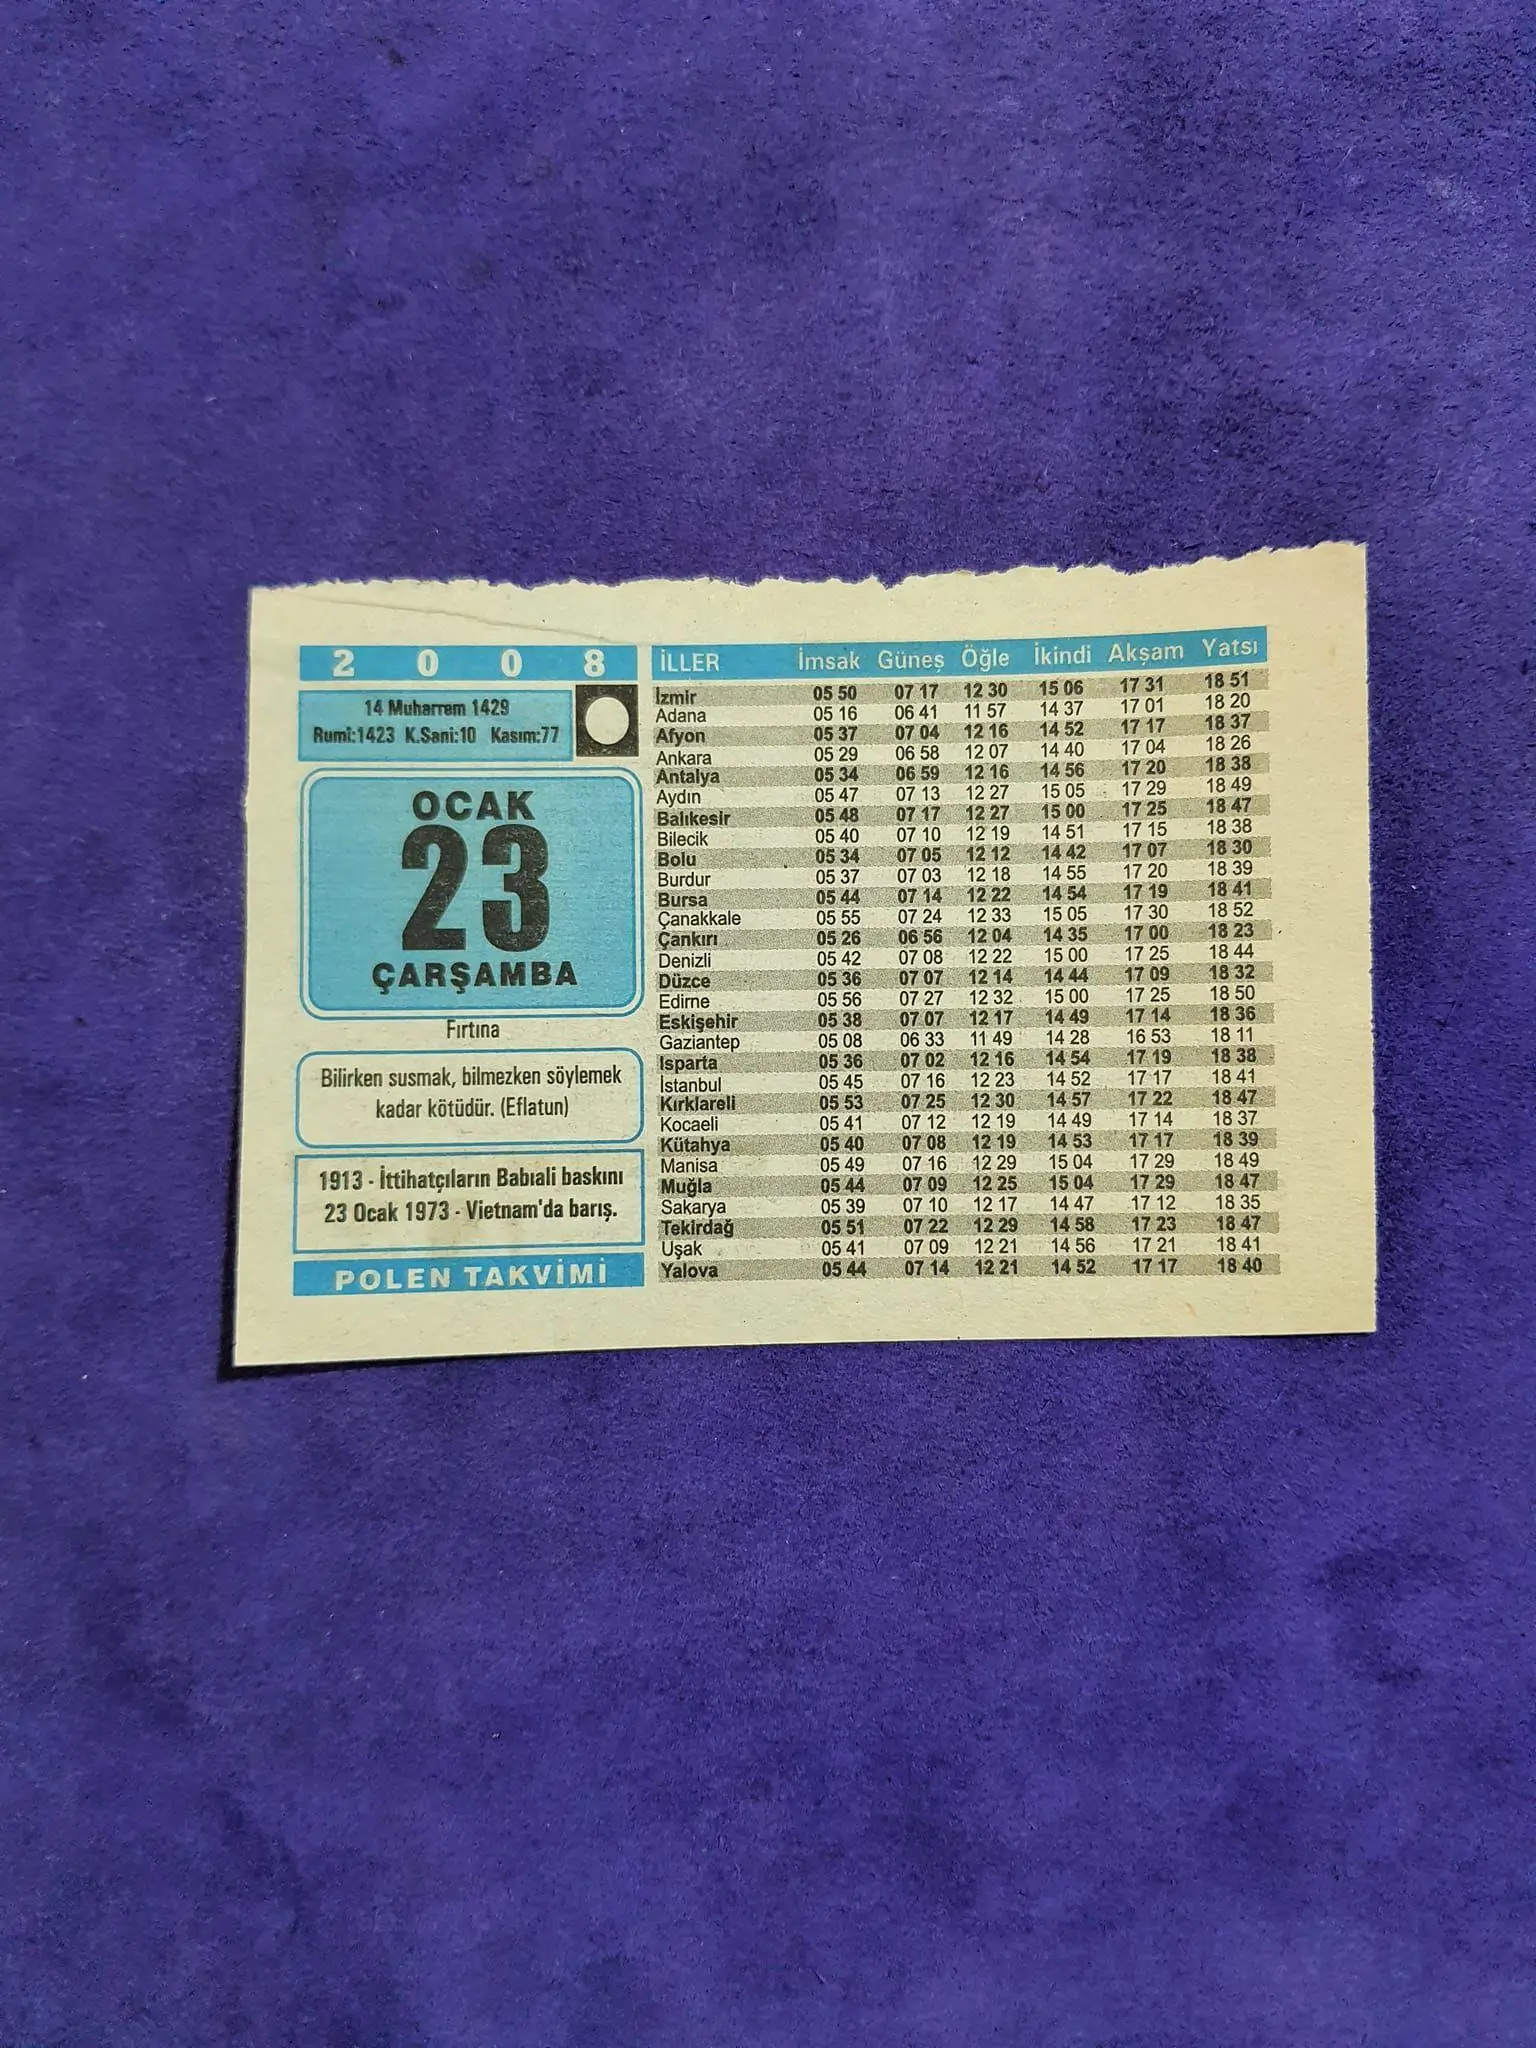 2 0 0 8
14 Muharrem 1429
Rumî:1423 K.Sani:10 Kasım:77
OCAK
23
ÇARŞAMBA
Fırtına
Bilirken susmak, bilmezken söylemek
kadar kötüdür. (Eflatun)
1913 - İttihatçıların Babıali baskını
23 Ocak 1973 - Vietnam'da barış.
POLEN TAKVİMİ
İLLER İmsak Güneş Öğle İkindi Akşam Yatsı
İzmir 05 50 07 17 12 30 15 06 17 31 18 51
Adana 05 16 06 41 11 57 14 37 17 01 18 20
Afyon 05 37 07 04 12 16 14 52 17 17 18 37
Ankara 05 29 06 58 12 07 14 40 17 04 18 26
Antalya 05 34 06 59 12 16 14 56 17 20 18 38
Aydın 05 47 07 13 12 27 15 05 17 29 18 49
Balıkesir 05 48 07 17 12 27 15 00 17 25 18 47
Bilecik 05 40 07 10 12 19 14 51 17 15 18 38
Bolu 05 34 07 05 12 12 14 42 17 07 18 30
Burdur 05 37 07 03 12 18 14 55 17 20 18 39
Bursa 05 44 07 14 12 22 14 54 17 19 18 41
Çanakkale 05 55 07 24 12 33 15 05 17 30 18 52
Çankırı 05 26 06 56 12 04 14 35 17 00 18 23
Denizli 05 42 07 08 12 22 15 00 17 25 18 44
Düzce 05 36 07 07 12 14 14 44 17 09 18 32
Edirne 05 56 07 27 12 32 15 00 17 25 18 50
Eskişehir 05 38 07 07 12 17 14 49 17 14 18 36
Gaziantep 05 08 06 33 11 49 14 28 16 53 18 11
Isparta 05 36 07 02 12 16 14 54 17 19 18 38
İstanbul 05 45 07 16 12 23 14 52 17 17 18 41
Kırklareli 05 53 07 25 12 30 14 57 17 22 18 47
Kocaeli 05 41 07 12 12 19 14 49 17 14 18 37
Kütahya 05 40 07 08 12 19 14 53 17 17 18 39
Manisa 05 49 07 16 12 29 15 04 17 29 18 49
Muğla 05 44 07 09 12 25 15 04 17 29 18 47
Sakarya 05 39 07 10 12 17 14 47 17 12 18 35
Tekirdağ 05 51 07 22 12 29 14 58 17 23 18 47
Uşak 05 41 07 09 12 21 14 56 17 21 18 41
Yalova 05 44 07 14 12 21 14 52 17 17 18 40